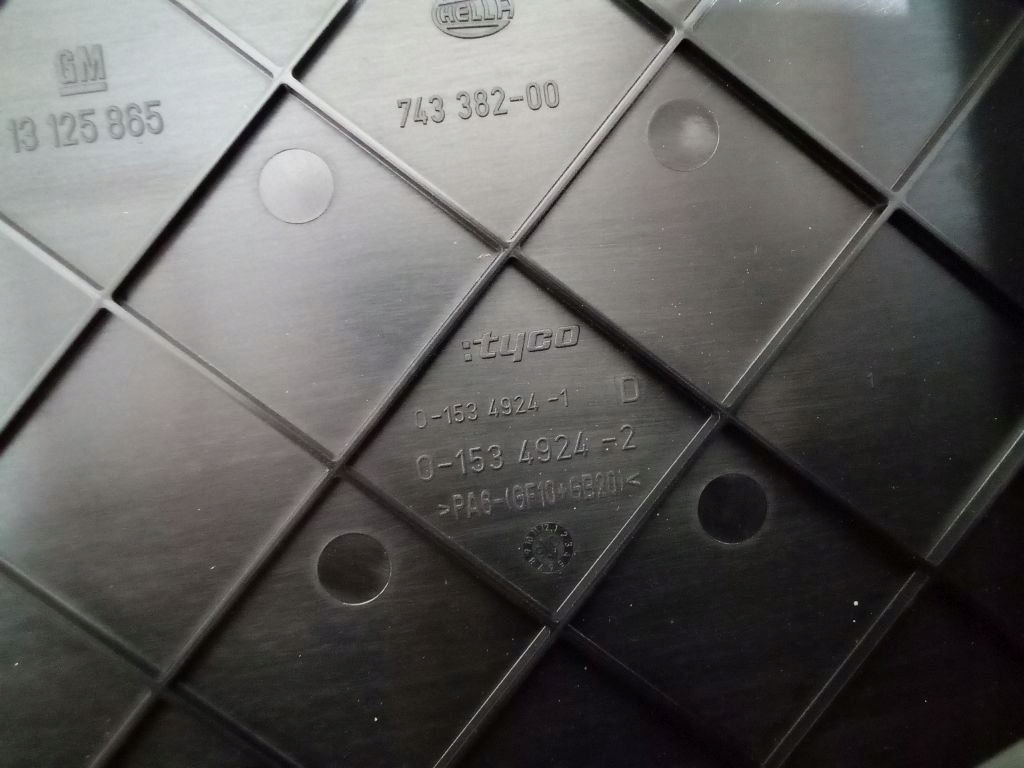 HELLA
GM
13 125 865
743 382-00
:tyco
0-153 4924 -1 D
0-153 4924 -2
>PA6-(GF10+GB20)<